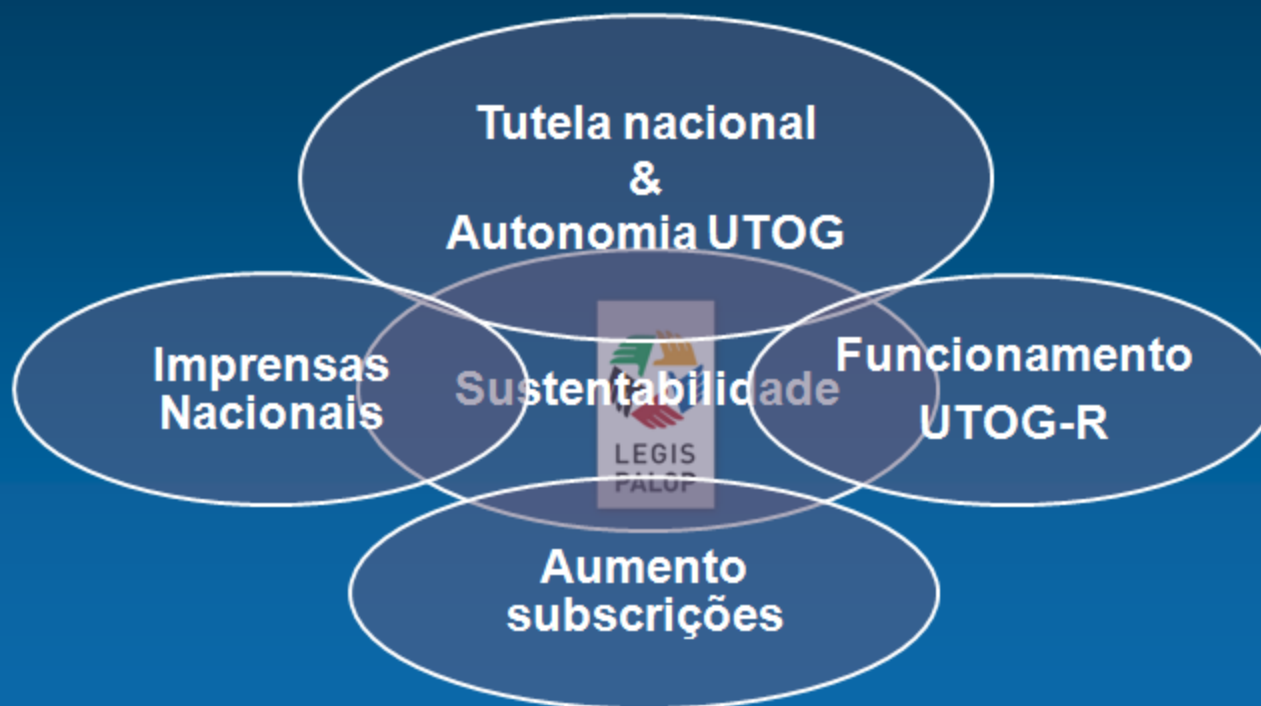 Tutela nacional
&
Autonomia UTOG
Imprensas
Nacionais
Sustentabilidade
LEGIS
PALOP
Funcionamento
UTOG-R
Aumento
subscrições